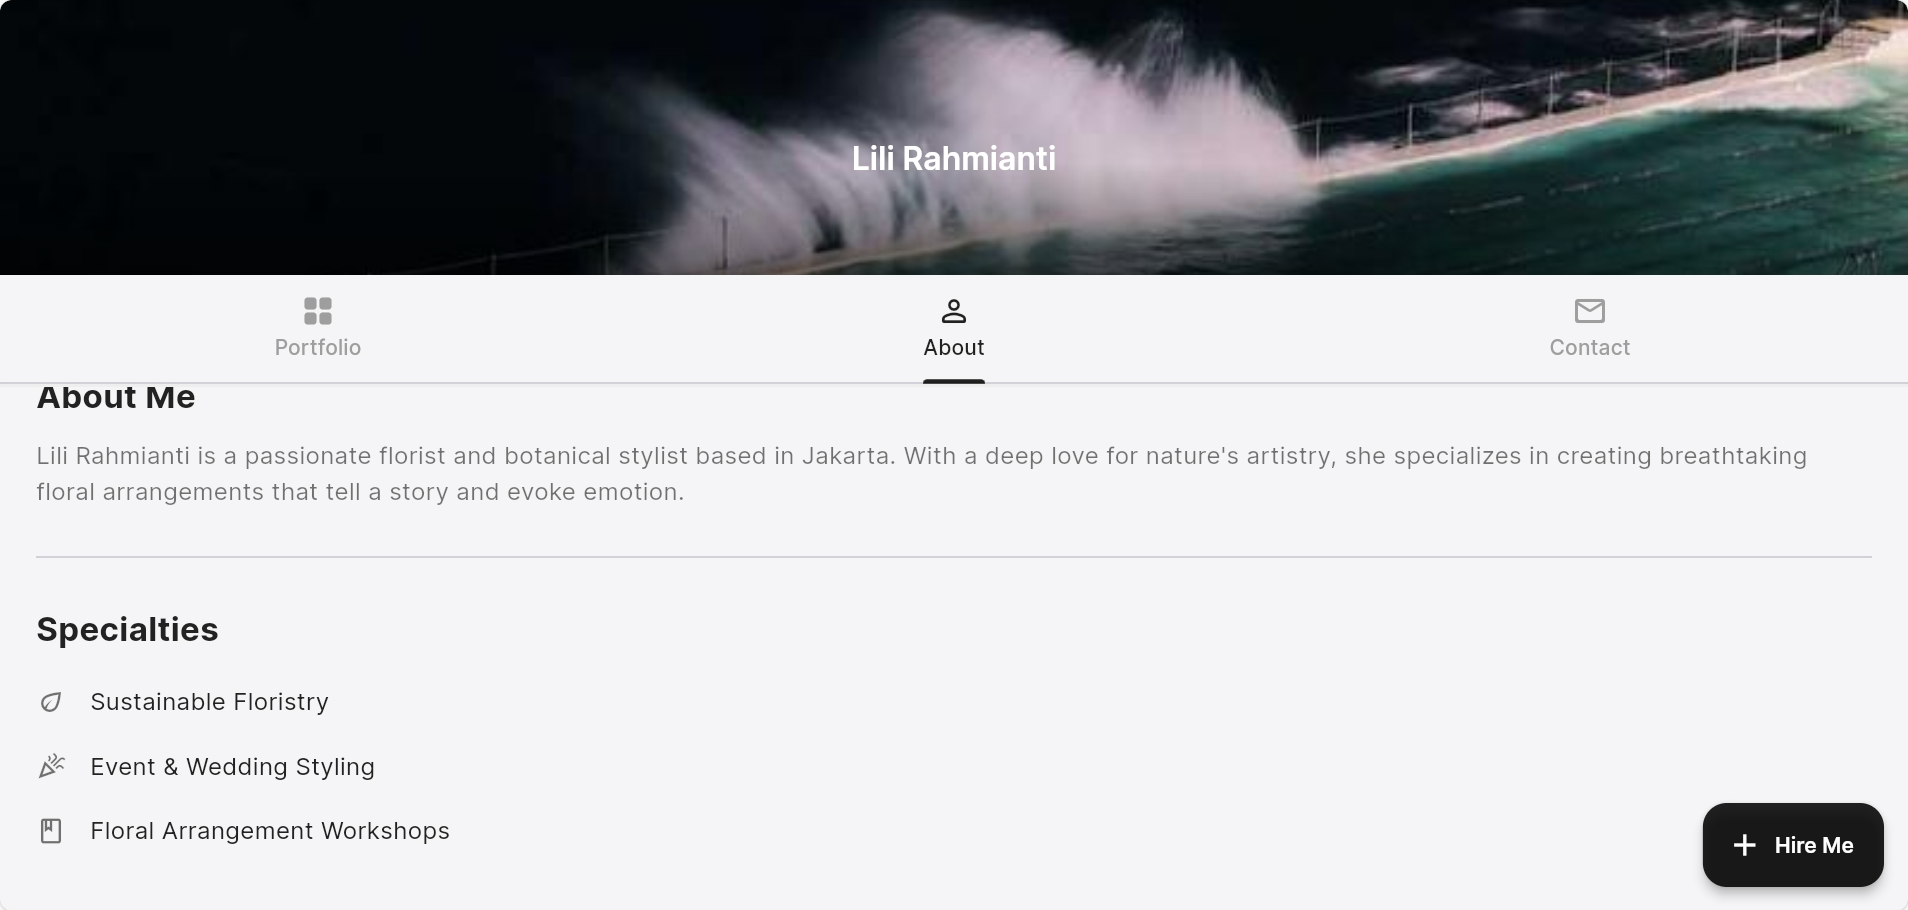 Lili Rahmianti
Portfolio
About
Contact
About Me
Lili Rahmianti is a passionate florist and botanical stylist based in Jakarta. With a deep love for nature's artistry, she specializes in creating breathtaking
floral arrangements that tell a story and evoke emotion.
Specialties
Sustainable Floristry
Event & Wedding Styling
Floral Arrangement Workshops
Hire Me